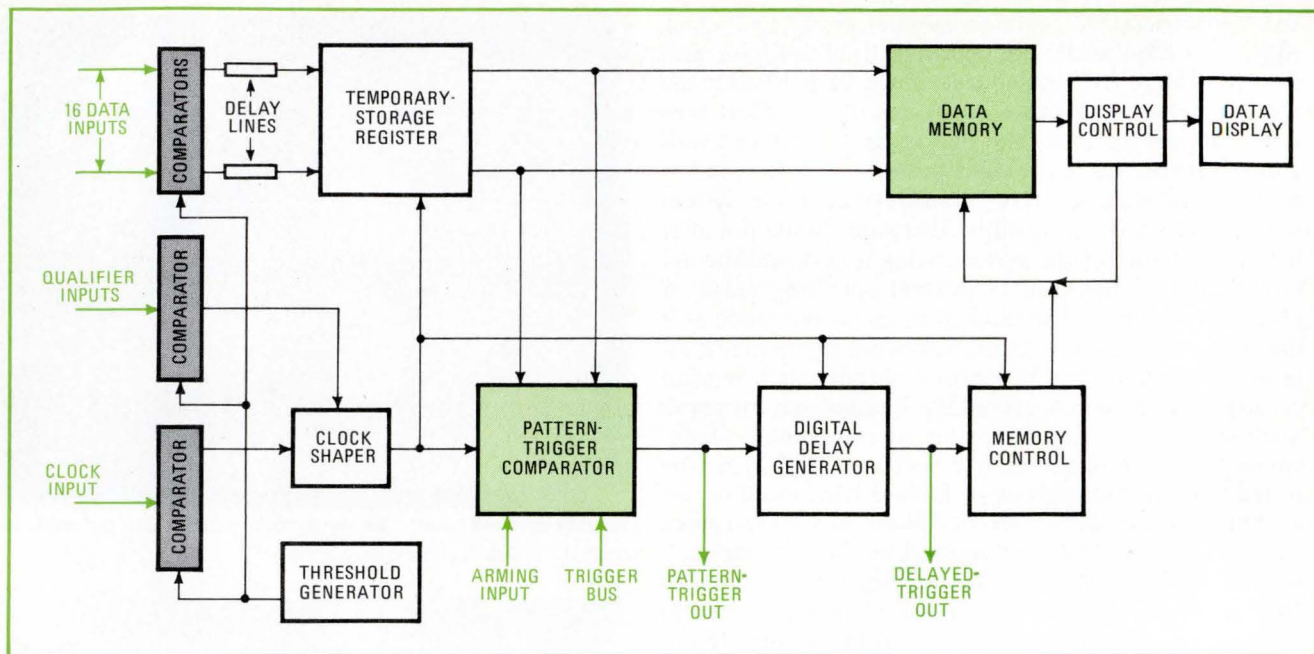 16 DATA
INPUTS
COMPARATORS
DELAY
LINES
TEMPORARY-
STORAGE
REGISTER
DATA
MEMORY
DISPLAY
CONTROL
DATA
DISPLAY
QUALIFIER
INPUTS
COMPARATOR
CLOCK
INPUT
COMPARATOR
CLOCK
SHAPER
THRESHOLD
GENERATOR
PATTERN-
TRIGGER
COMPARATOR
ARMING
INPUT
TRIGGER
BUS
PATTERN-
TRIGGER
OUT
DIGITAL
DELAY
GENERATOR
DELAYED-
TRIGGER
OUT
MEMORY
CONTROL